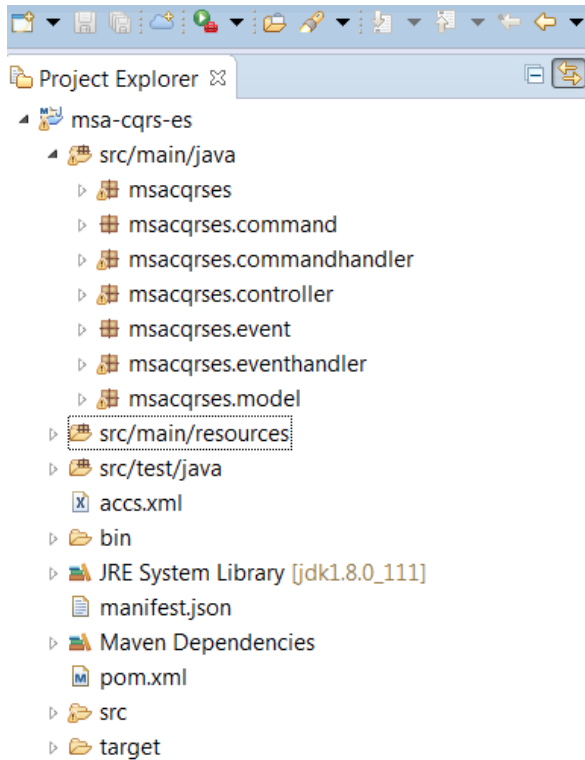 Project Explorer
msa-cqrs-es
src/main/java
msacqrses
msacqrses.command
msacqrses.commandhandler
msacqrses.controller
msacqrses.event
msacqrses.eventhandler
msacqrses.model
src/main/resources
src/test/java
accs.xml
bin
JRE System Library [jdk1.8.0_111]
manifest.json
Maven Dependencies
pom.xml
src
target